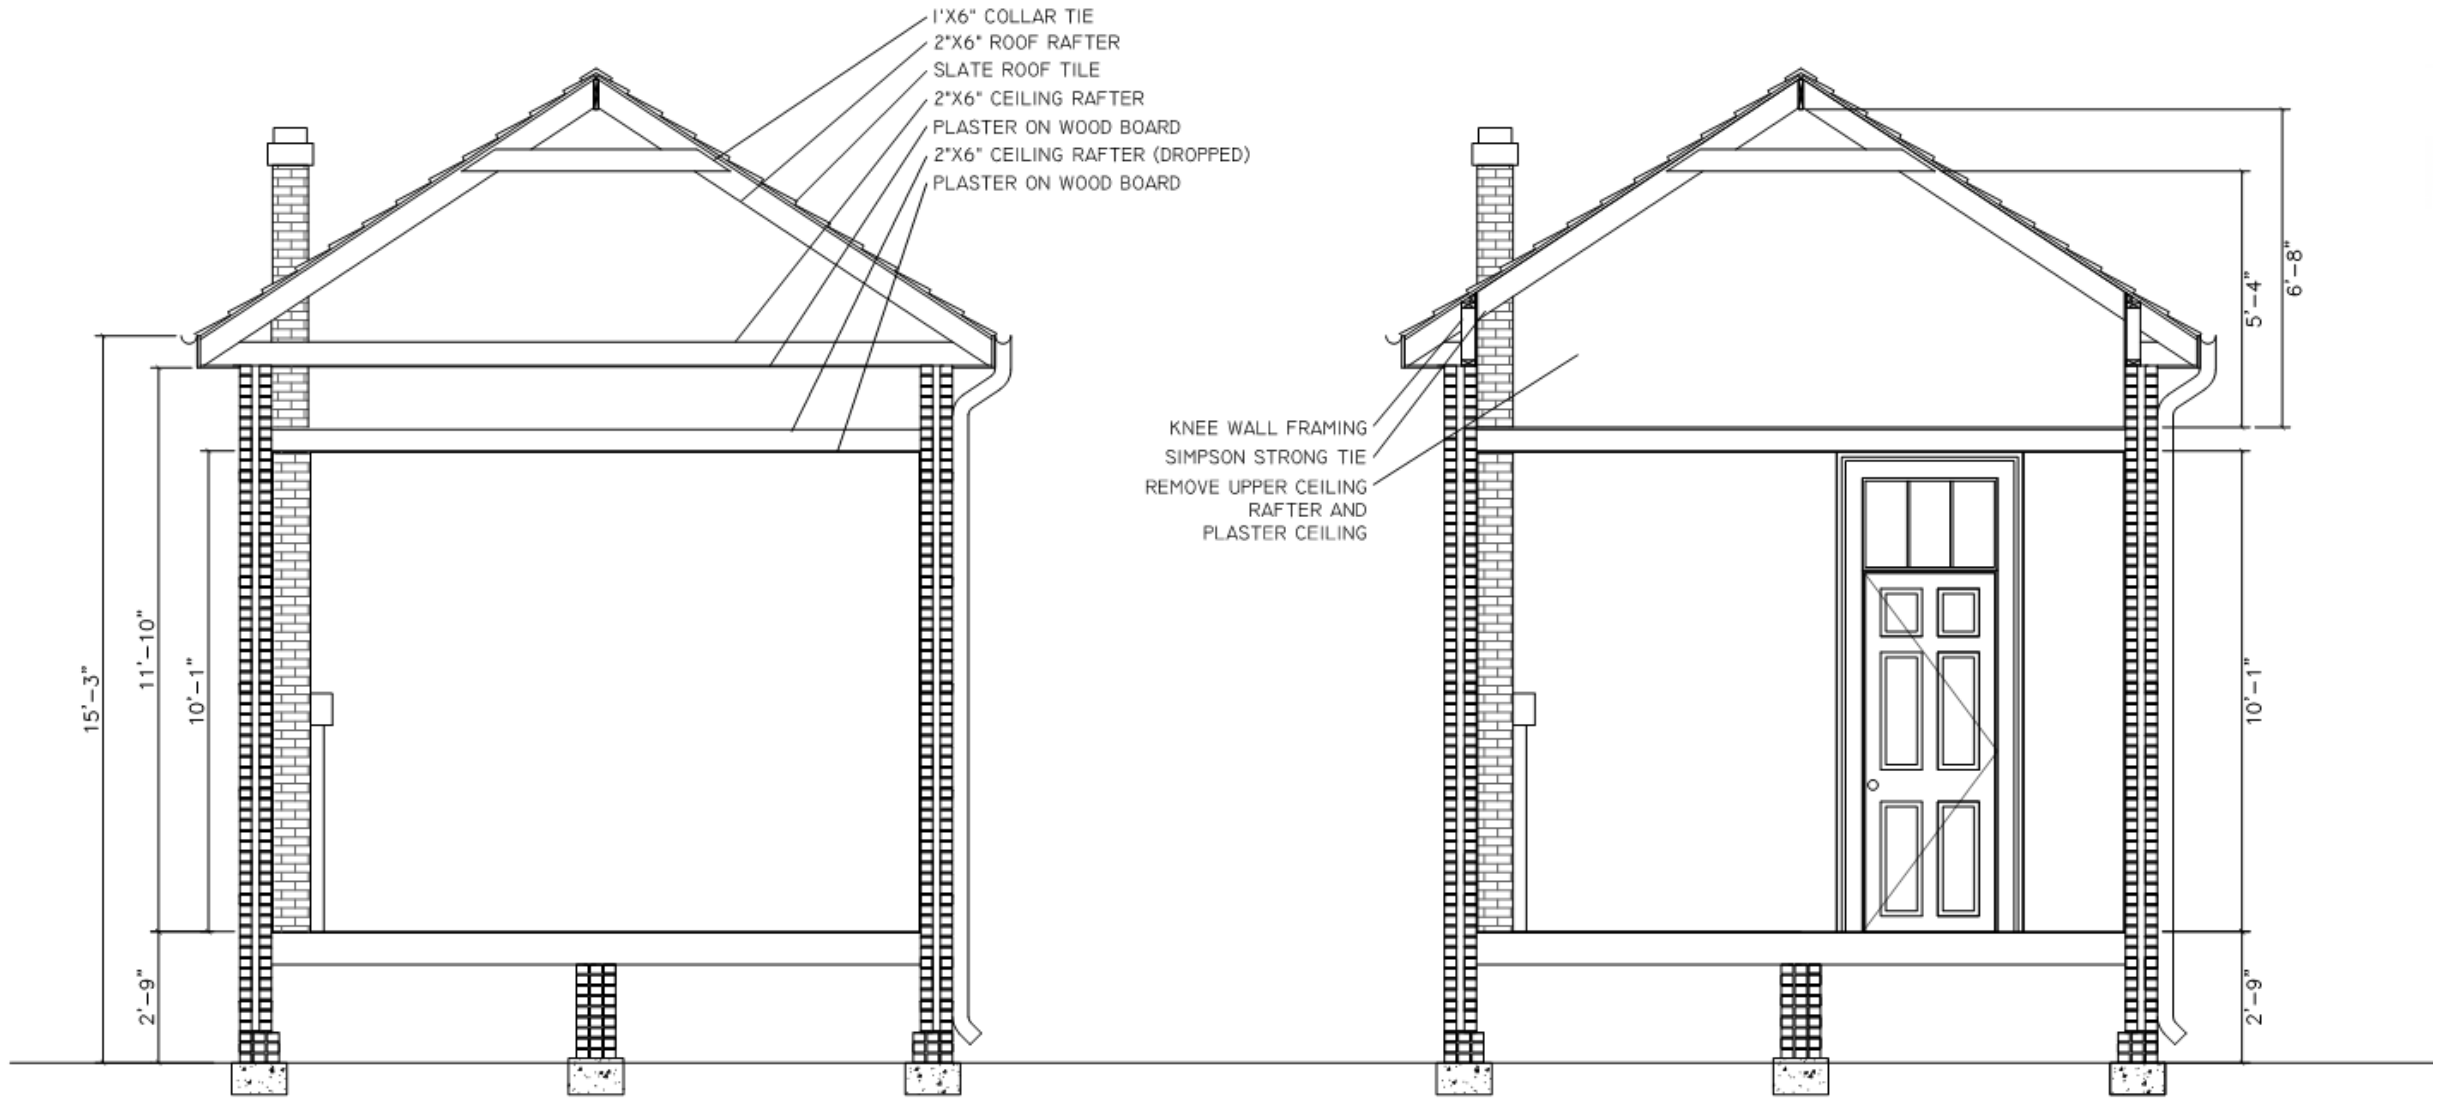 1'X6" COLLAR TIE
2"X6" ROOF RAFTER
SLATE ROOF TILE
2"X6" CEILING RAFTER
PLASTER ON WOOD BOARD
2"X6" CEILING RAFTER (DROPPED)
PLASTER ON WOOD BOARD
15'-3"
11'-10"
10'-1"
2'-9"
KNEE WALL FRAMING
SIMPSON STRONG TIE
REMOVE UPPER CEILING
RAFTER AND
PLASTER CEILING
5'-4"
6'-8"
10'-1"
2'-9"